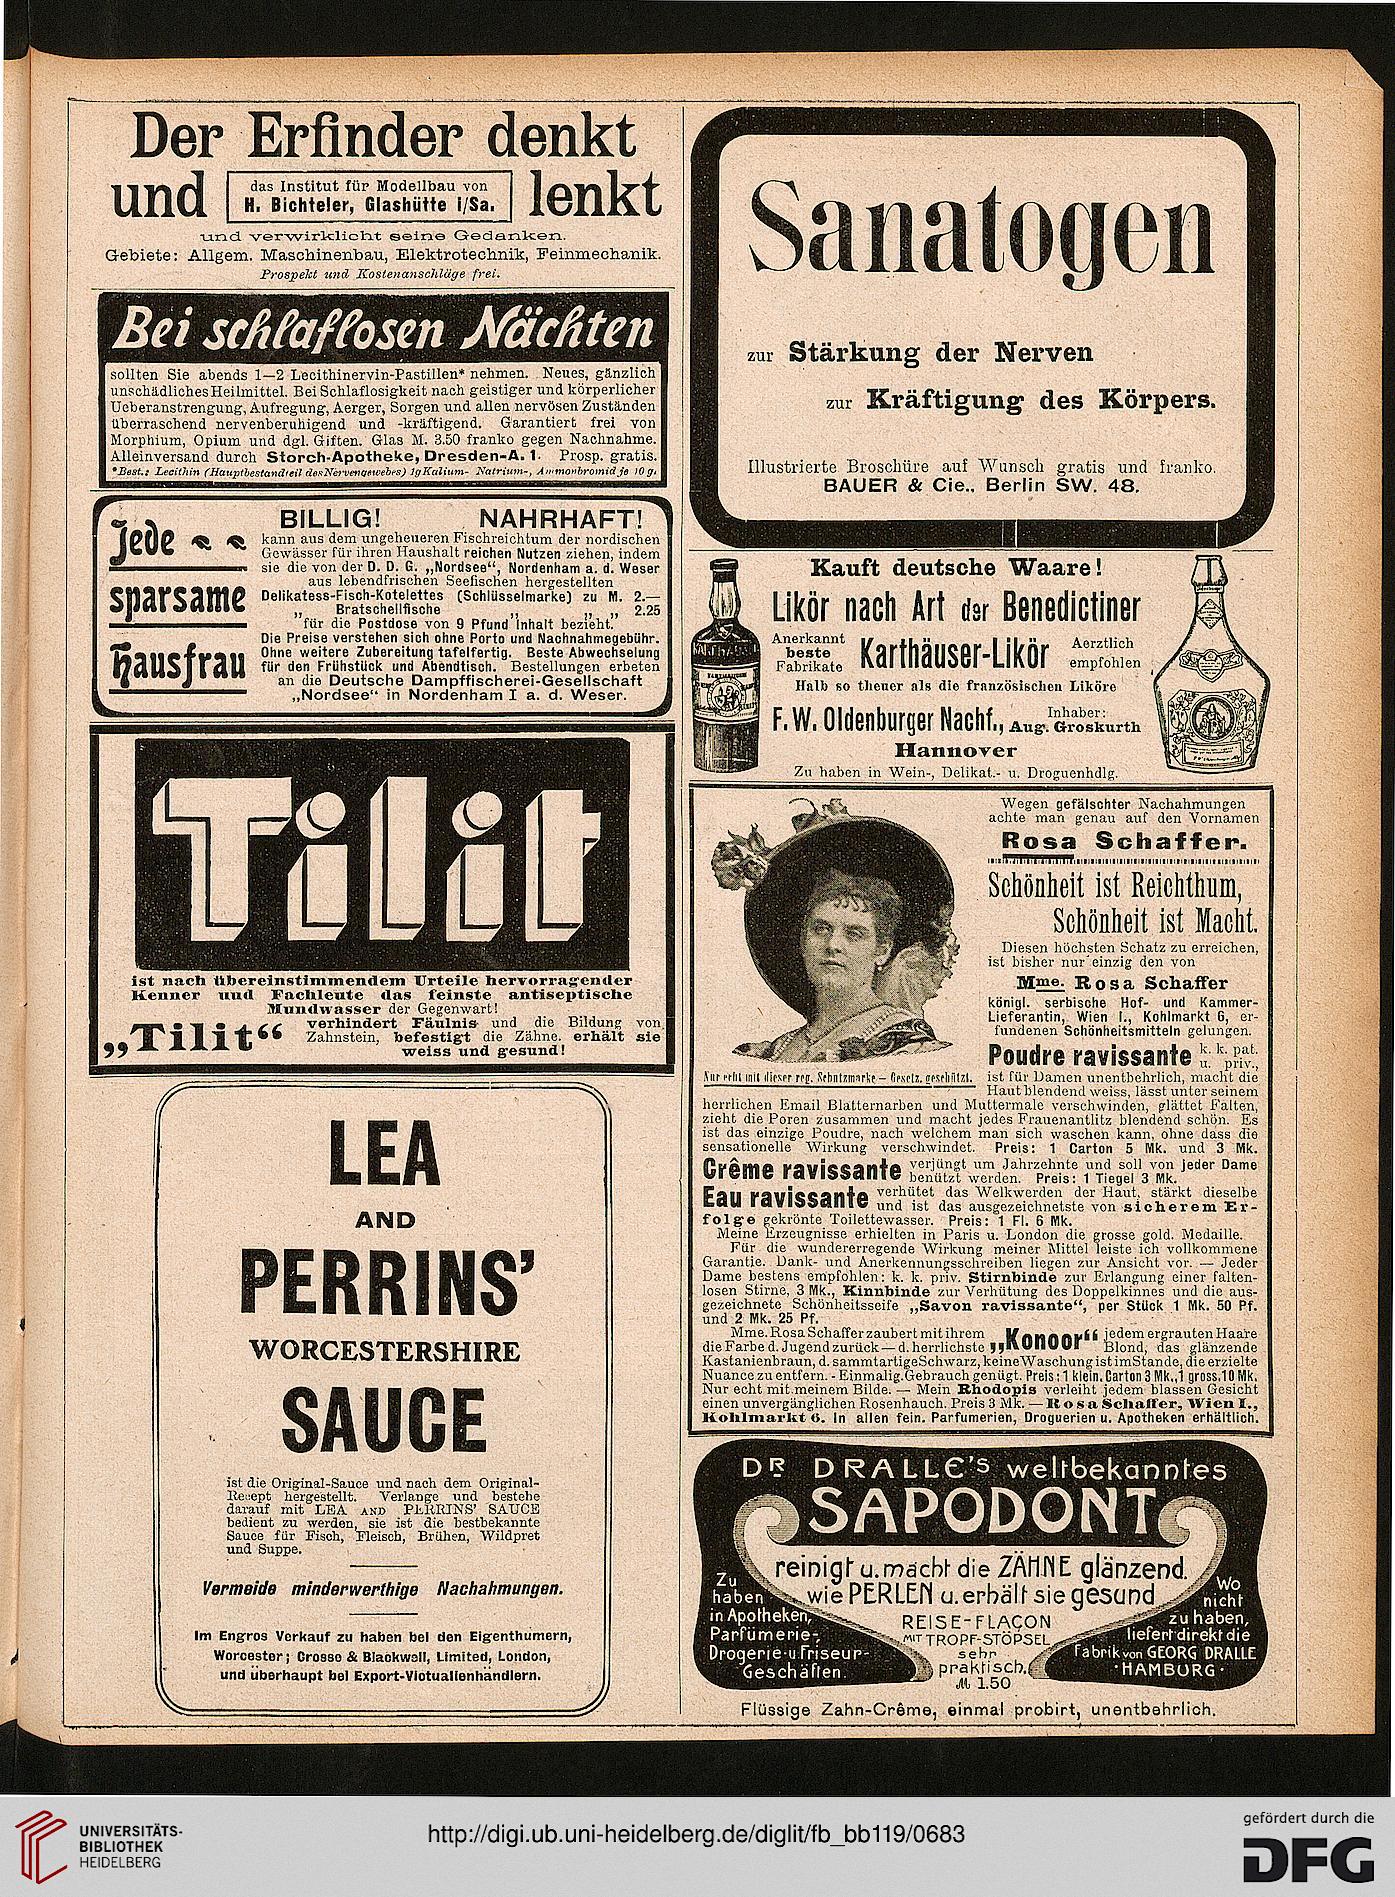 Der Erfinder denkt
und das Institut für Modellbau von lenkt
H. Bichteler, Glashütte i/Sa.
und verwirklicht seine Gedanken.
Gebiete: Allgem. Maschinenbau, Elektrotechnik, Feinmechanik.
Prospekt und Kostenanschläge frei.
Bei schlaflosen Nächten
sollten Sie abends 1—2 Lecithinervin-Pastillen* nehmen. Neues, gänzlich
unschädliches Heilmittel. Bei Schlaflosigkeit nach geistiger und körperlicher
Ueberanstrengung, Aufregung, Aerger, Sorgen und allen nervösen Zuständen
überraschend nervenberuhigend und -kräftigend. Garantiert frei von
Morphium, Opium und dgl. Giften. Glas M. 3.50 franko gegen Nachnahme.
Alleinversand durch Storch-Apotheke, Dresden-A. 1. Prosp. gratis.
*Best.: Lecithin (Hauptbestandteil des Nervengewebes) 1g Kalium- Natrium-, Ammonbromid je 10 g.
Jede
sparsame
Hausfrau
BILLIG! NAHRHAFT!
kann aus dem ungeheueren Fischreichtum der nordischen
Gewässer für ihren Haushalt reichen Nutzen ziehen, indem
sie die von der D. D. G. „Nordsee“, Nordenham a. d. Weser
aus lebendfrischen Seefischen hergestellten
Delikatess-Fisch-Kotelettes (Schlüsselmarke) zu M. 2.—
„ Bratschellfische „ „ „ 2.25
für die Postdose von 9 Pfund Inhalt bezieht.
Die Preise verstehen sich ohne Porto und Nachnahmegebühr.
Ohne weitere Zubereitung tafelfertig. Beste Abwechselung
für den Frühstück und Abendtisch. Bestellungen erbeten
an die Deutsche Dampffischerei-Gesellschaft
„Nordsee“ in Nordenham I a. d. Weser.
Tilit
ist nach übereinstimmendem Urteile hervorragender
Kenner und Fachleute das feinste antiseptische
Mundwasser der Gegenwart!
„Tilit“ verhindert Fäulnis und die Bildung von
Zahnstein, befestigt die Zähne. erhält sie
weiss und gesund!
LEA
AND
PERRINS’
WORCESTERSHIRE
SAUCE
ist die Original-Sauce und nach dem Original-
Recept hergestellt. Verlange und bestehe
darauf mit LEA AND PERRINS’ SAUCE
bedient zu werden, sie ist die bestbekannte
Sauce für Fisch, Fleisch, Brühen, Wildpret
und Suppe.
Vermeide minderwerthige Nachahmungen.
Im Engros Verkauf zu haben bei den Eigenthümern,
Worcester; Crosse & Blackwell, Limited, London,
und überhaupt bei Export-Victualienhändlern.
Sanatogen
zur Stärkung der Nerven
zur Kräftigung des Körpers.
Illustrierte Broschüre auf Wunsch gratis und franko.
BAUER & Cie., Berlin SW. 48.
Kauft deutsche Waare!
Likör nach Art der Benedictiner
Anerkannt beste Fabrikate Karthäuser-Likör Aerztlich empfohlen
Halb so theuer als die französischen Liköre
F. W. Oldenburger Nachf., Inhaber: Aug. Groskurth
Hannover
Zu haben in Wein-, Delikat.- u. Droguenhdlg.
Wegen gefälschter Nachahmungen
achte man genau auf den Vornamen
Rosa Schaffer.
Schönheit ist Reichthum,
Schönheit ist Macht.
Diesen höchsten Schatz zu erreichen,
ist bisher nur einzig den von
Mme. Rosa Schaffer
königl. serbische Hof- und Kammer-
Lieferantin, Wien I., Kohlmarkt 6, er-
fundenen Schönheitsmitteln gelungen.
Poudre ravissante k. k. pat. u. priv.,
Nur echt mit dieser reg. Schutzmarke — Gesetz. geschützt.
ist für Damen unentbehrlich, macht die
Haut blendend weiss, lässt unter seinem
herrlichen Email Blatternarben und Muttermale verschwinden, glättet Falten,
zieht die Poren zusammen und macht jedes Frauenantlitz blendend schön. Es
ist das einzige Poudre, nach welchem man sich waschen kann, ohne dass die
sensationelle Wirkung verschwindet. Preis: 1 Carton 5 Mk. und 3 Mk.
Crême ravissante verjüngt um Jahrzehnte und soll von jeder Dame
benützt werden. Preis: 1 Tiegel 3 Mk.
Eau ravissante verhütet das Welkwerden der Haut, stärkt dieselbe
und ist das ausgezeichnetste von sicherem Er-
folge gekrönte Toilettewasser. Preis: 1 Fl. 6 Mk.
Meine Erzeugnisse erhielten in Paris u. London die grosse gold. Medaille.
Für die wundererregende Wirkung meiner Mittel leiste ich vollkommene
Garantie. Dank- und Anerkennungsschreiben liegen zur Ansicht vor. — Jeder
Dame bestens empfohlen: k. k. priv. Stirnbinde zur Erlangung einer falten-
losen Stirne, 3 Mk., Kinnbinde zur Verhütung des Doppelkinnes und die aus-
gezeichnete Schönheitsseife „Savon ravissante“, per Stück 1 Mk. 50 Pf.
und 2 Mk. 25 Pf.
Mme. Rosa Schaffer zaubert mit ihrem „Konoor“ jedem ergrauten Haare
die Farbe d. Jugend zurück — d. herrlichste Blond, das glänzende
Kastanienbraun, d. sammtartige Schwarz, keine Waschung ist im Stande, die erzielte
Nuance zu entfern. - Einmalig. Gebrauch genügt. Preis: 1 klein. Carton 3 Mk., 1 gross. 10 Mk.
Nur echt mit meinem Bilde. — Mein Rhodopis verleiht jedem blassen Gesicht
einen unvergänglichen Rosenhauch. Preis 3 Mk. — Rosa Schaffer, Wien I.,
Kohlmarkt 6. In allen fein. Parfumerien, Droguerien u. Apotheken erhältlich.
DR DRALLE'S weltbekanntes
SAPODONT
reinigt u. macht die ZÄHNE glänzend.
wie PERLEN u. erhält sie gesund
Zu
haben
in Apotheken,
Parfümerie-,
Drogerie- u. Friseur-
Geschäften.
REISE-FLAÇON
MIT TROPF-STÖPSEL
sehr
praktisch.
M 1.50
Wo
nicht
zu haben,
liefert direkt die
Fabrik von GEORG DRALLE
·HAMBURG·
Flüssige Zahn-Crême, einmal probirt, unentbehrlich.
UNIVERSITÄTS-
BIBLIOTHEK
HEIDELBERG
http://digi.ub.uni-heidelberg.de/diglit/fb_bb119/0683
gefördert durch die
DFG